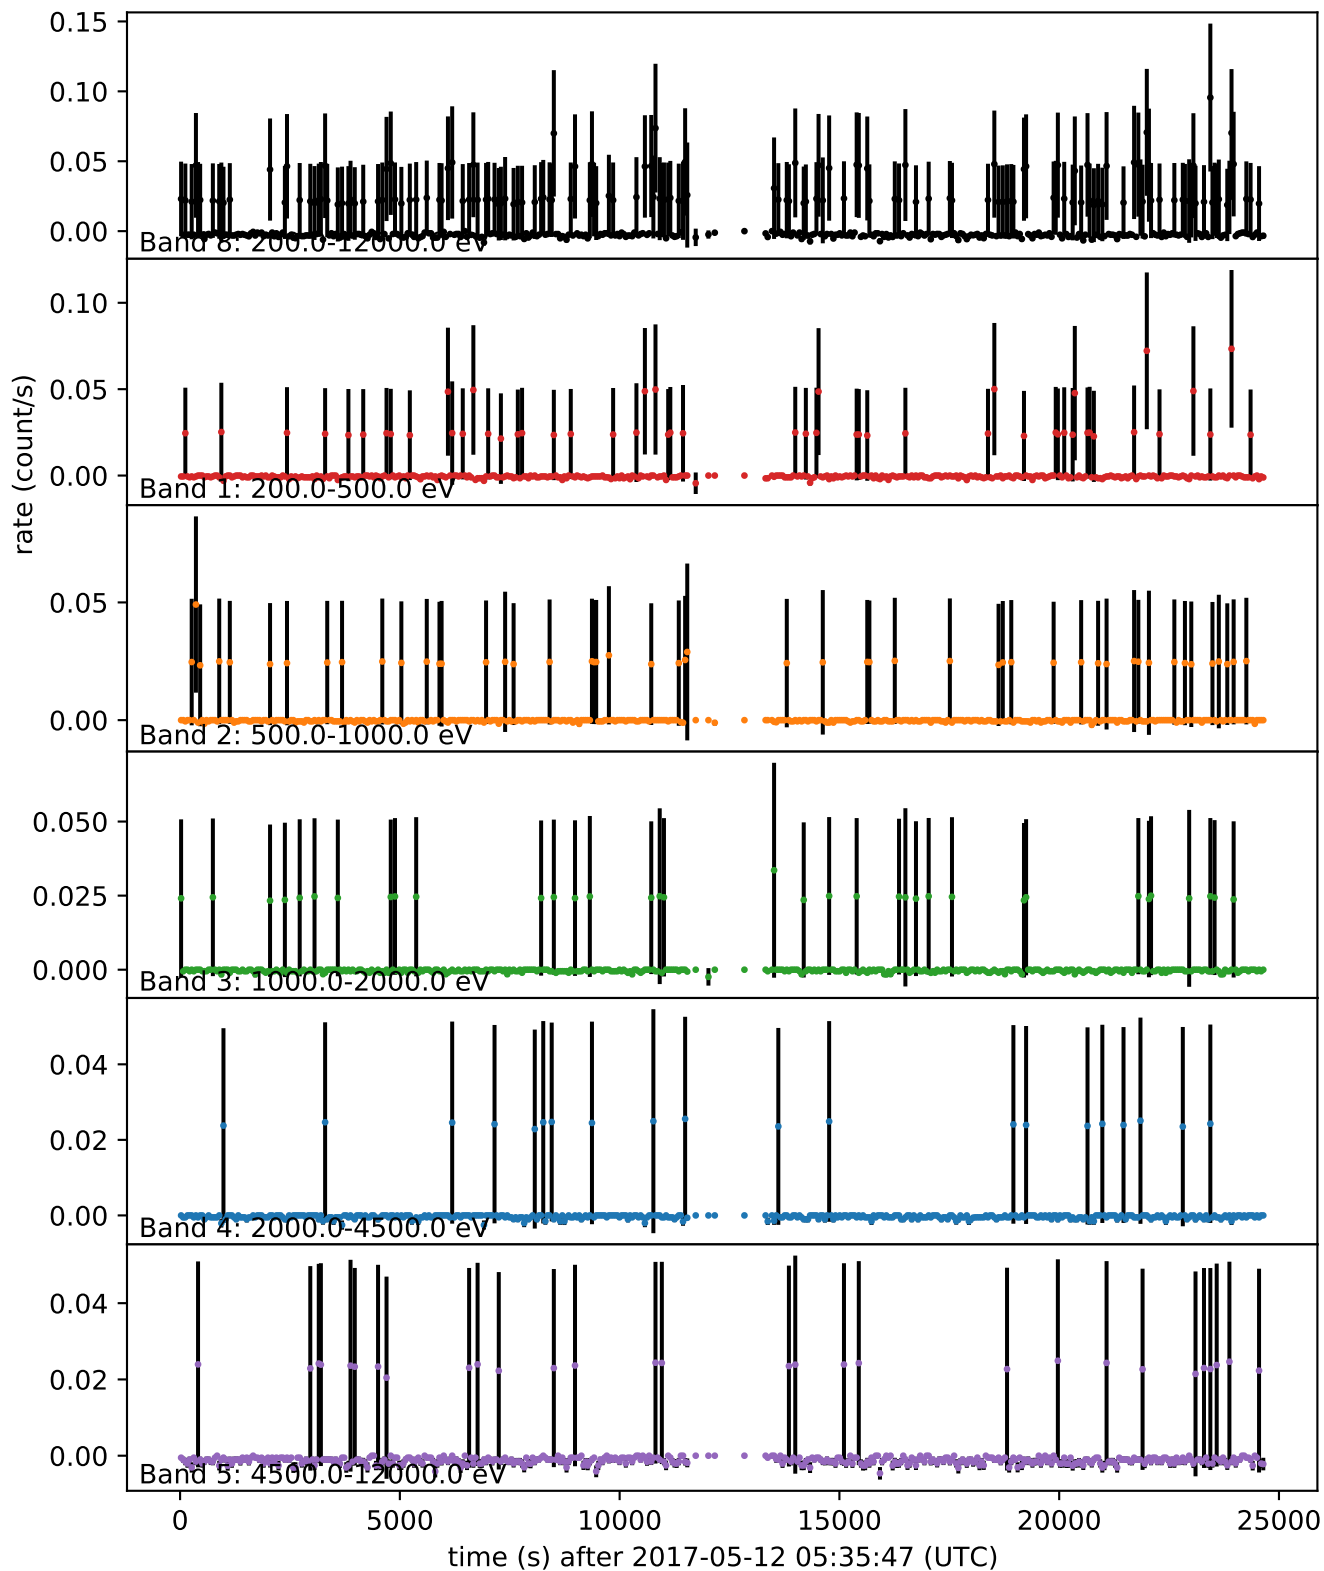 0.15
0.10
0.05
0.00
Band 8: 200.0-12000.0 eV
0.10
0.05
0.00
Band 1: 200.0-500.0 eV
rate (count/s)
0.05
0.00
Band 2: 500.0-1000.0 eV
0.050
0.025
0.000
Band 3: 1000.0-2000.0 eV
0.04
0.02
0.00
Band 4: 2000.0-4500.0 eV
0.04
0.02
0.00
Band 5: 4500.0-12000.0 eV
0 5000 10000 15000 20000 25000
time (s) after 2017-05-12 05:35:47 (UTC)